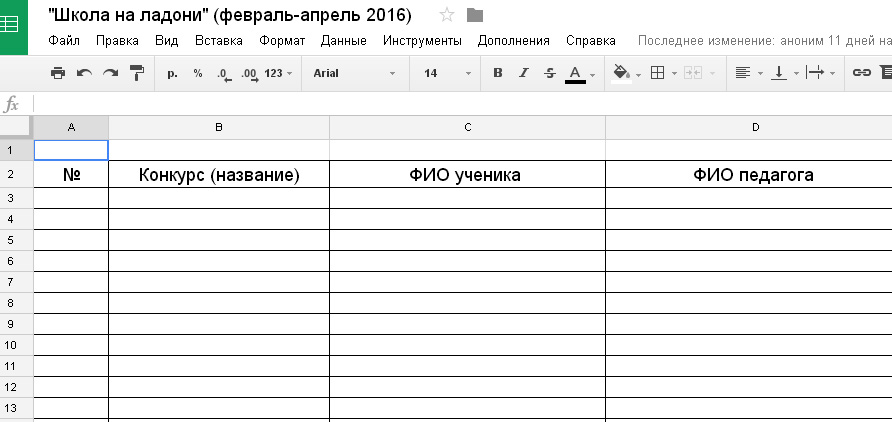 "Школа на ладони" (февраль-апрель 2016)
Файл Правка Вид Вставка Формат Данные Инструменты Дополнения Справка Последнее изменение: аноним 11 дней на
р. % .0 .00 123 Arial 14 B I S A
fx
A B C D
1
2 № Конкурс (название) ФИО ученика ФИО педагога
3
4
5
6
7
8
9
10
11
12
13